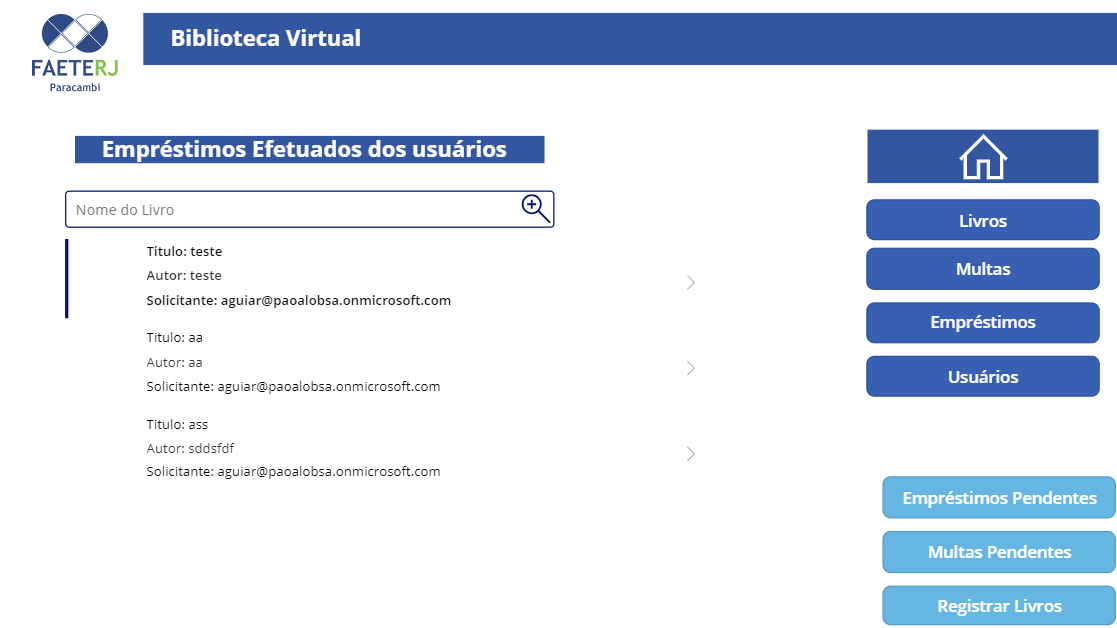 Biblioteca Virtual
FAETERJ
Paracambi
Empréstimos Efetuados dos usuários
Nome do Livro
Titulo: teste
Autor: teste
Solicitante: aguiar@paoalobsa.onmicrosoft.com
Titulo: aa
Autor: aa
Solicitante: aguiar@paoalobsa.onmicrosoft.com
Titulo: ass
Autor: sddsfdf
Solicitante: aguiar@paoalobsa.onmicrosoft.com
Livros
Multas
Empréstimos
Usuários
Empréstimos Pendentes
Multas Pendentes
Registrar Livros